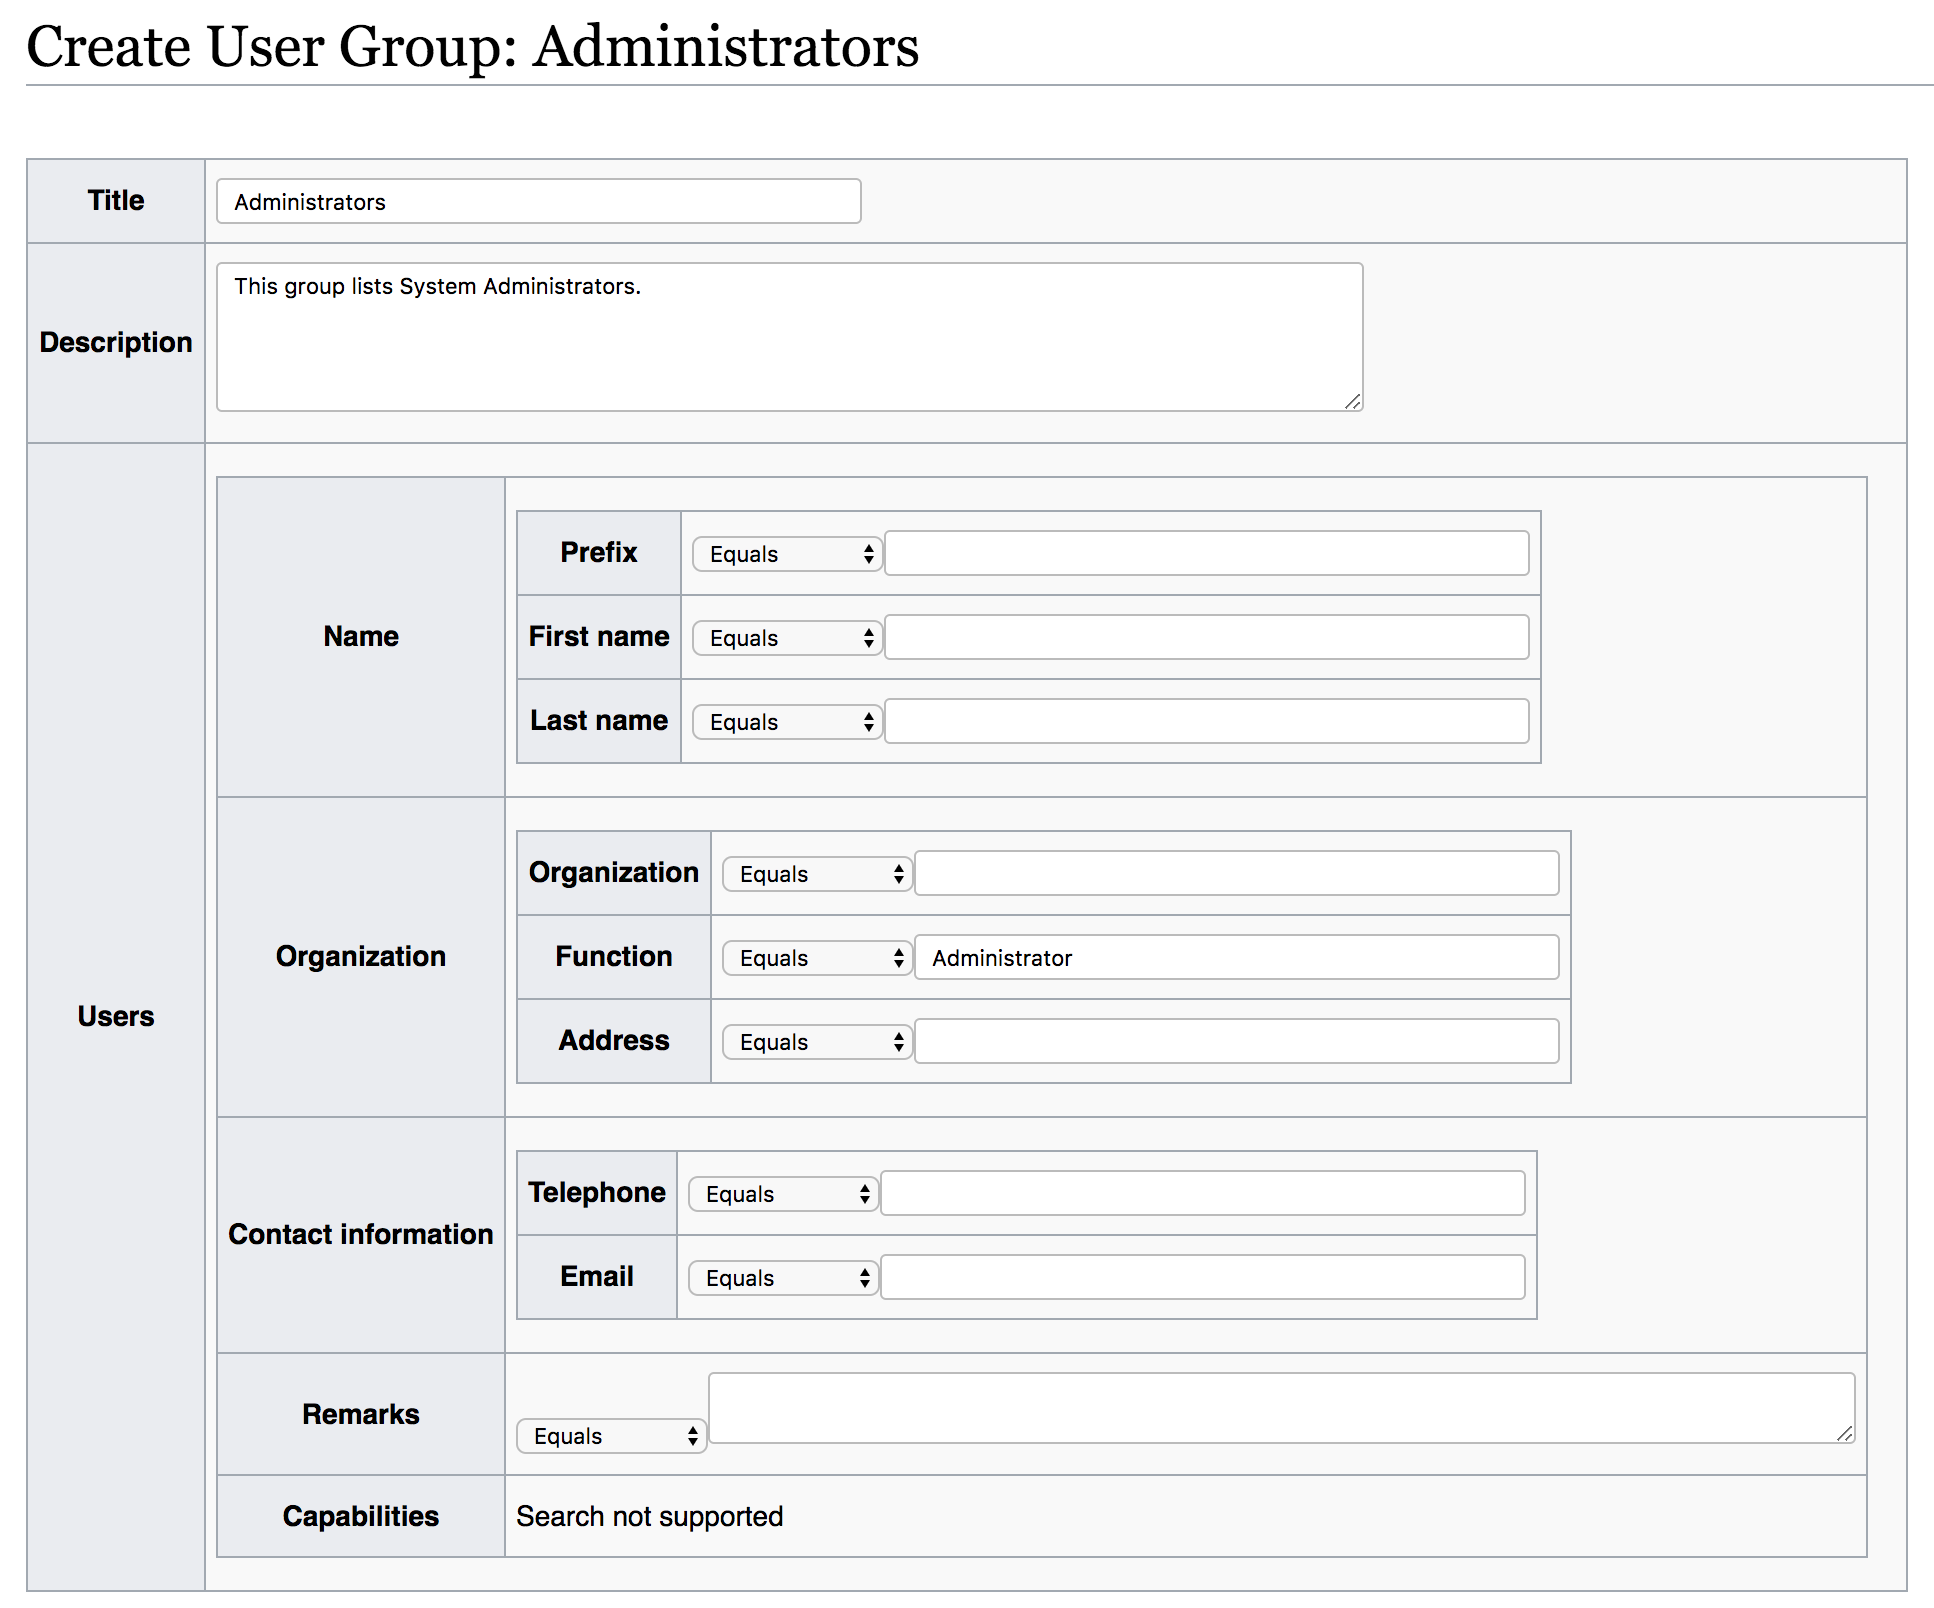 Create User Group: Administrators
Title
Administrators
Description
This group lists System Administrators.
Users
Name
Prefix
Equals
First name
Equals
Last name
Equals
Organization
Organization
Equals
Function
Equals
Administrator
Address
Equals
Contact information
Telephone
Equals
Email
Equals
Remarks
Equals
Capabilities
Search not supported